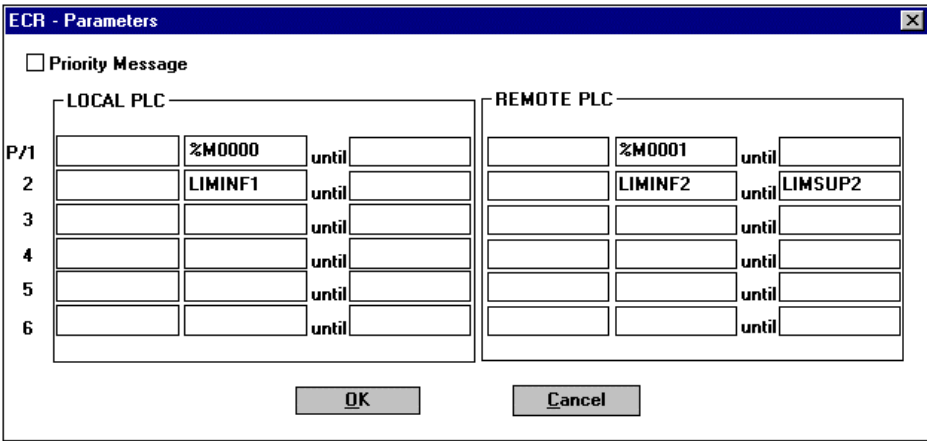 ECR - Parameters
Priority Message
LOCAL PLC REMOTE PLC
P/1 %M0000 until %M0001 until
2 LIMINF1 until LIMINF2 until LIMSUP2
3 until until
4 until until
5 until until
6 until until
OK Cancel